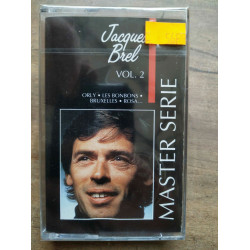 Jacques
Brel
VOL. 2
ORLY • LES BONBONS •
BRUXELLES • ROSA...
MASTER SERIE